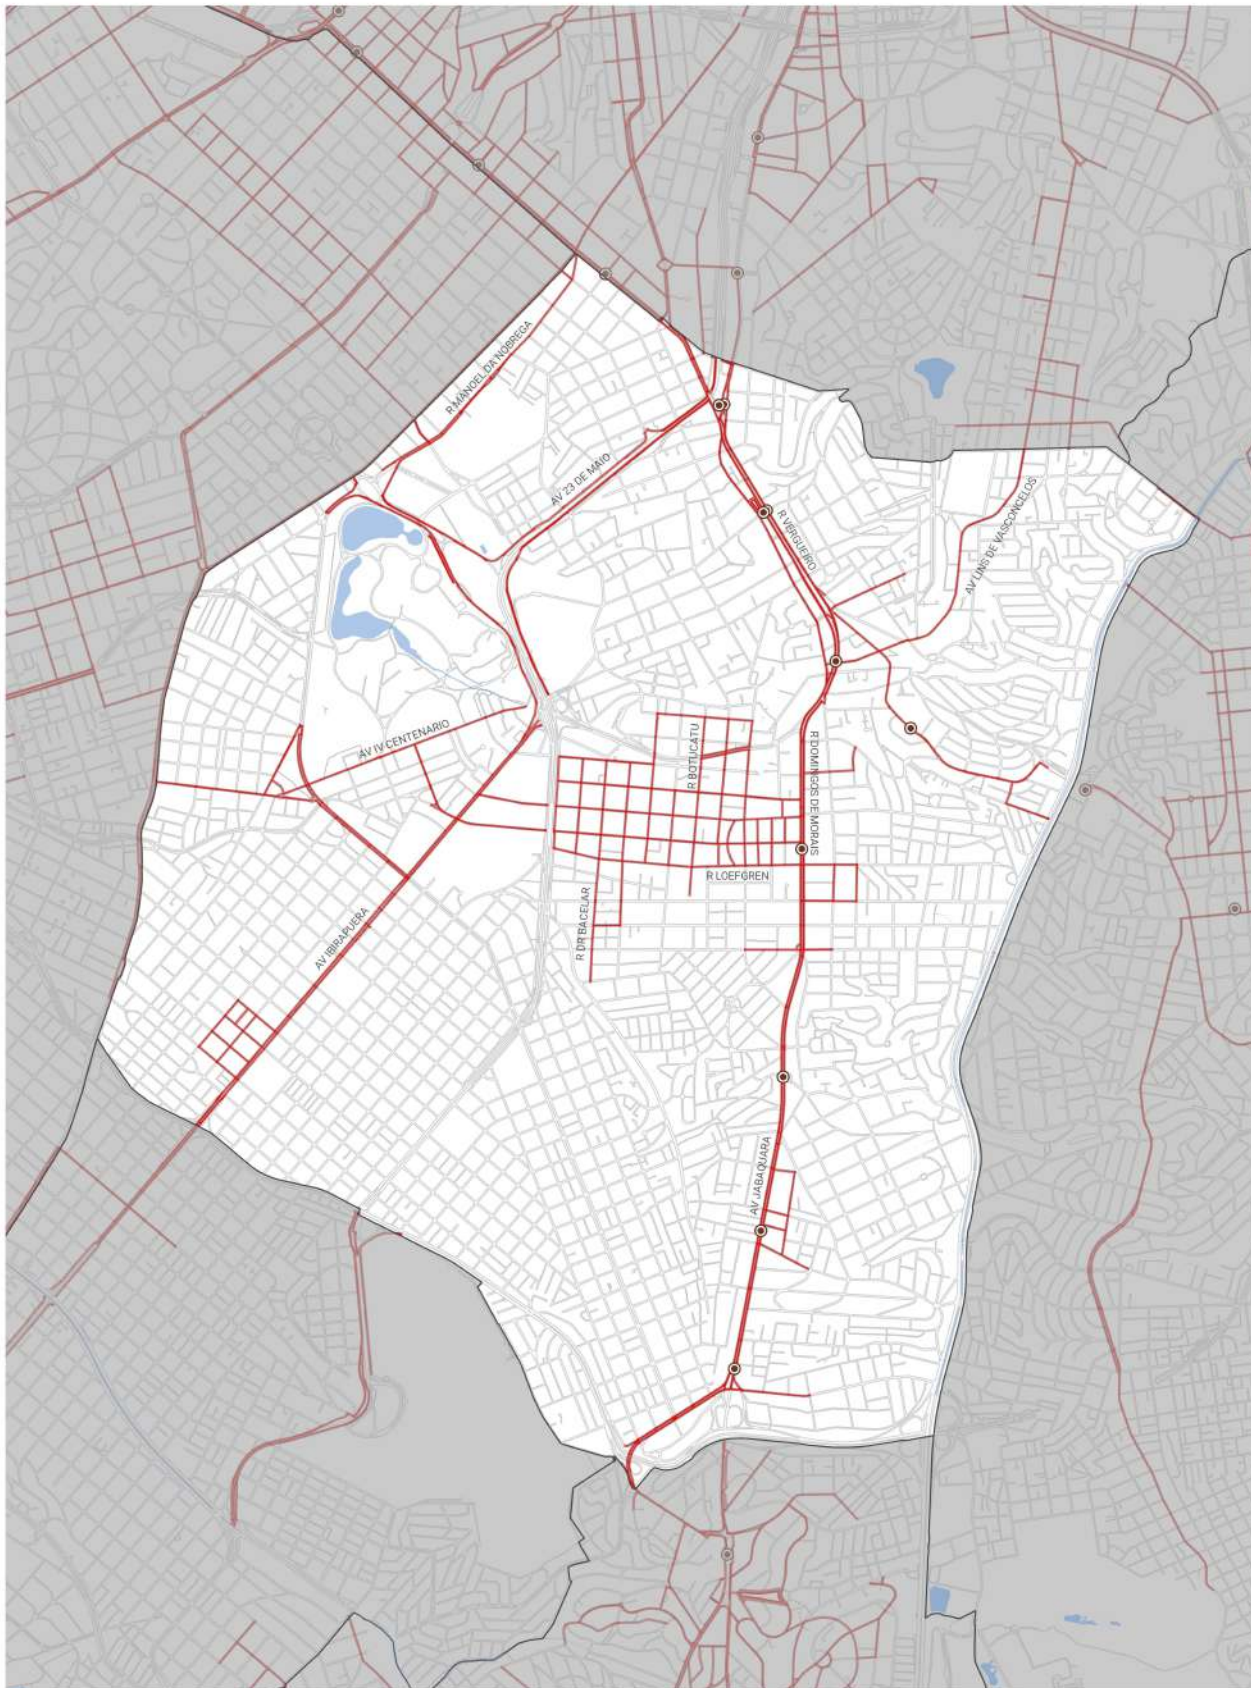 R MANOEL DA NOBREGA
AV 23 DE MAIO
R VERGUEIRO
AV LINS DE VASCONCELOS
AV IV CENTENARIO
R BOTUCATU
R DOMINGOS DE MORAIS
R LOEFGREN
R DR BACELAR
AV IBIRAPUERA
AV JABAQUARA